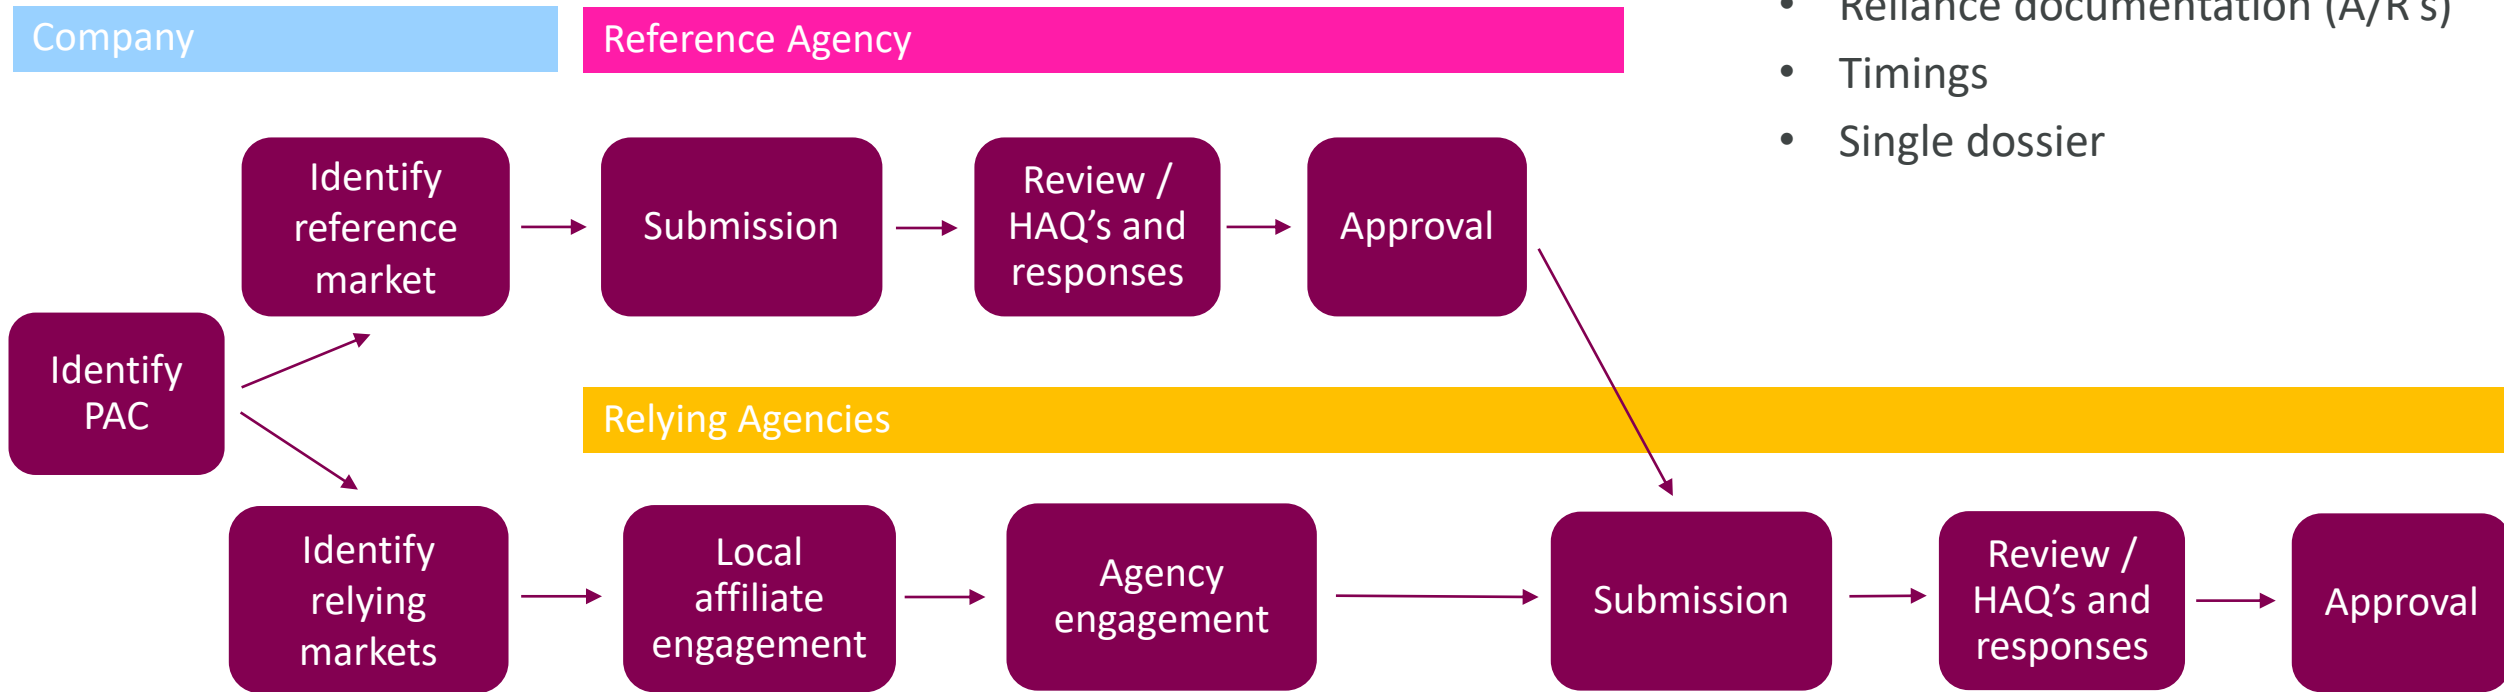 Company
Reference Agency
• Reliance documentation (A/R's)
• Timings
• Single dossier
Identify
reference
market
Submission
Review /
HAQ's and
responses
Approval
Identify
PAC
Relying Agencies
Identify
relying
markets
Local
affiliate
engagement
Agency
engagement
Submission
Review /
HAQ's and
responses
Approval